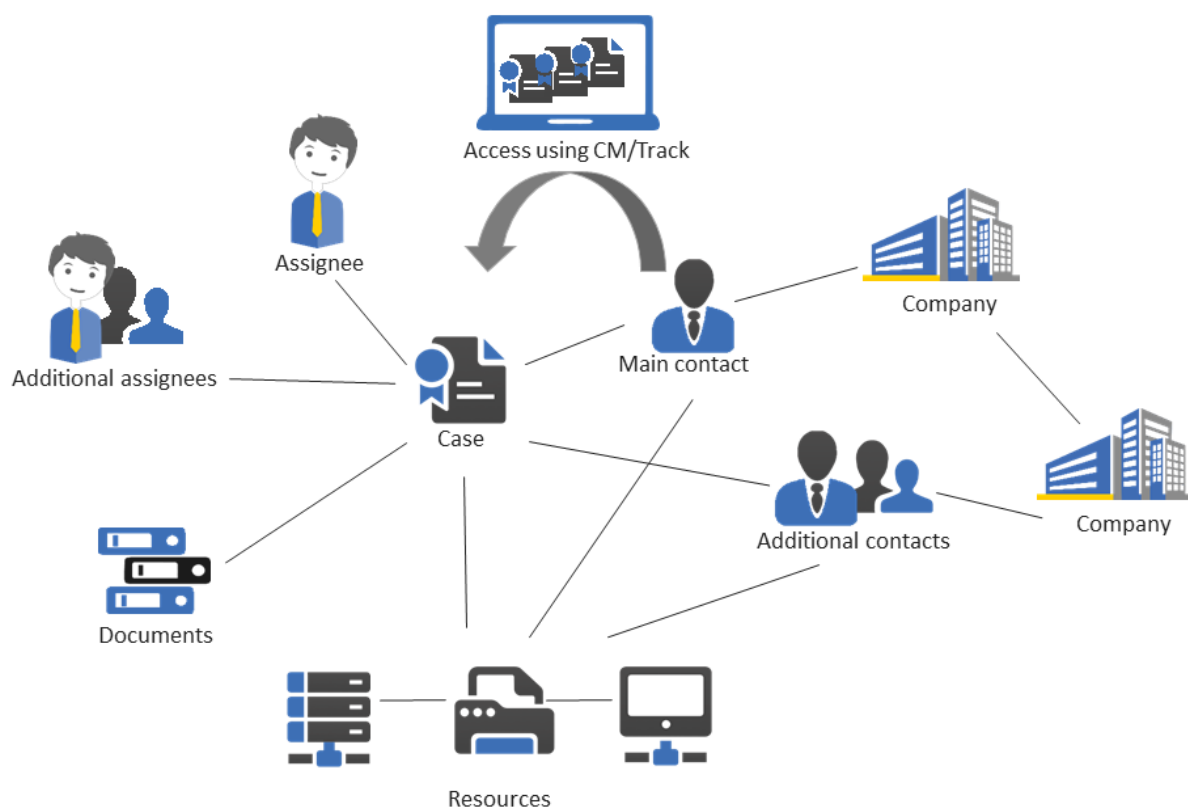 Access using CM/Track
Assignee
Company
Additional assignees
Main contact
Case
Company
Additional contacts
Documents
Resources